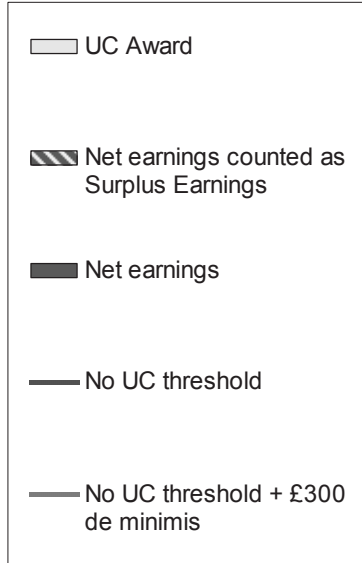 UC Award
Net earnings counted as
Surplus Earnings
Net earnings
No UC threshold
No UC threshold + £300
de minimis